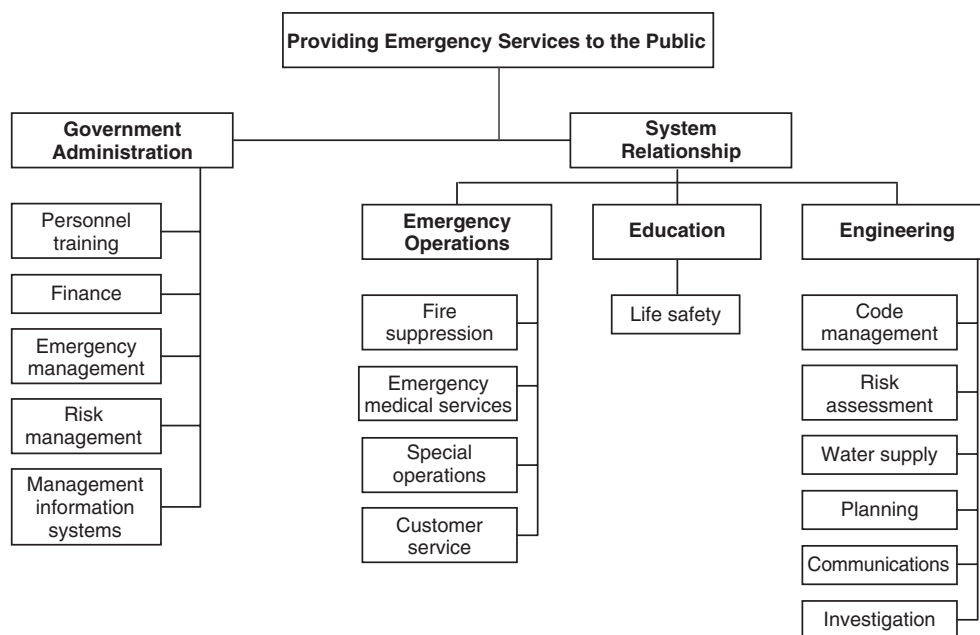 Providing Emergency Services to the Public
Government
Administration
System
Relationship
Personnel
training
Finance
Emergency
management
Risk
management
Management
information
systems
Emergency
Operations
Fire
suppression
Emergency
medical services
Special
operations
Customer
service
Education
Life safety
Engineering
Code
management
Risk
assessment
Water supply
Planning
Communications
Investigation